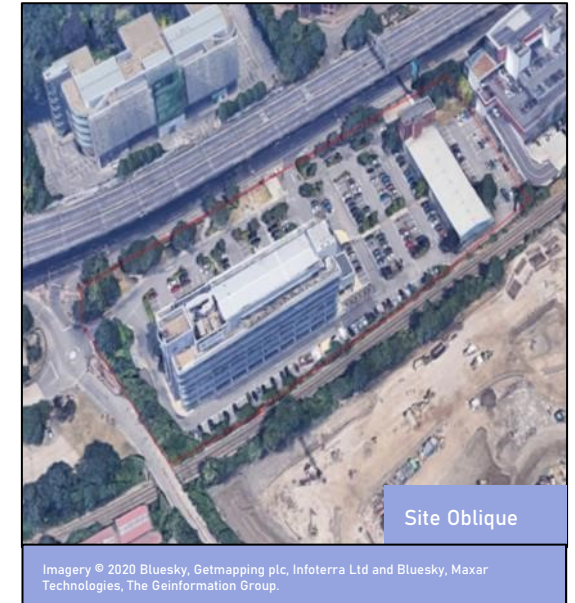 Site Oblique
Imagery © 2020 Bluesky, Getmapping plc, Infoterra Ltd and Bluesky, Maxar
Technologies, The Geinformation Group.